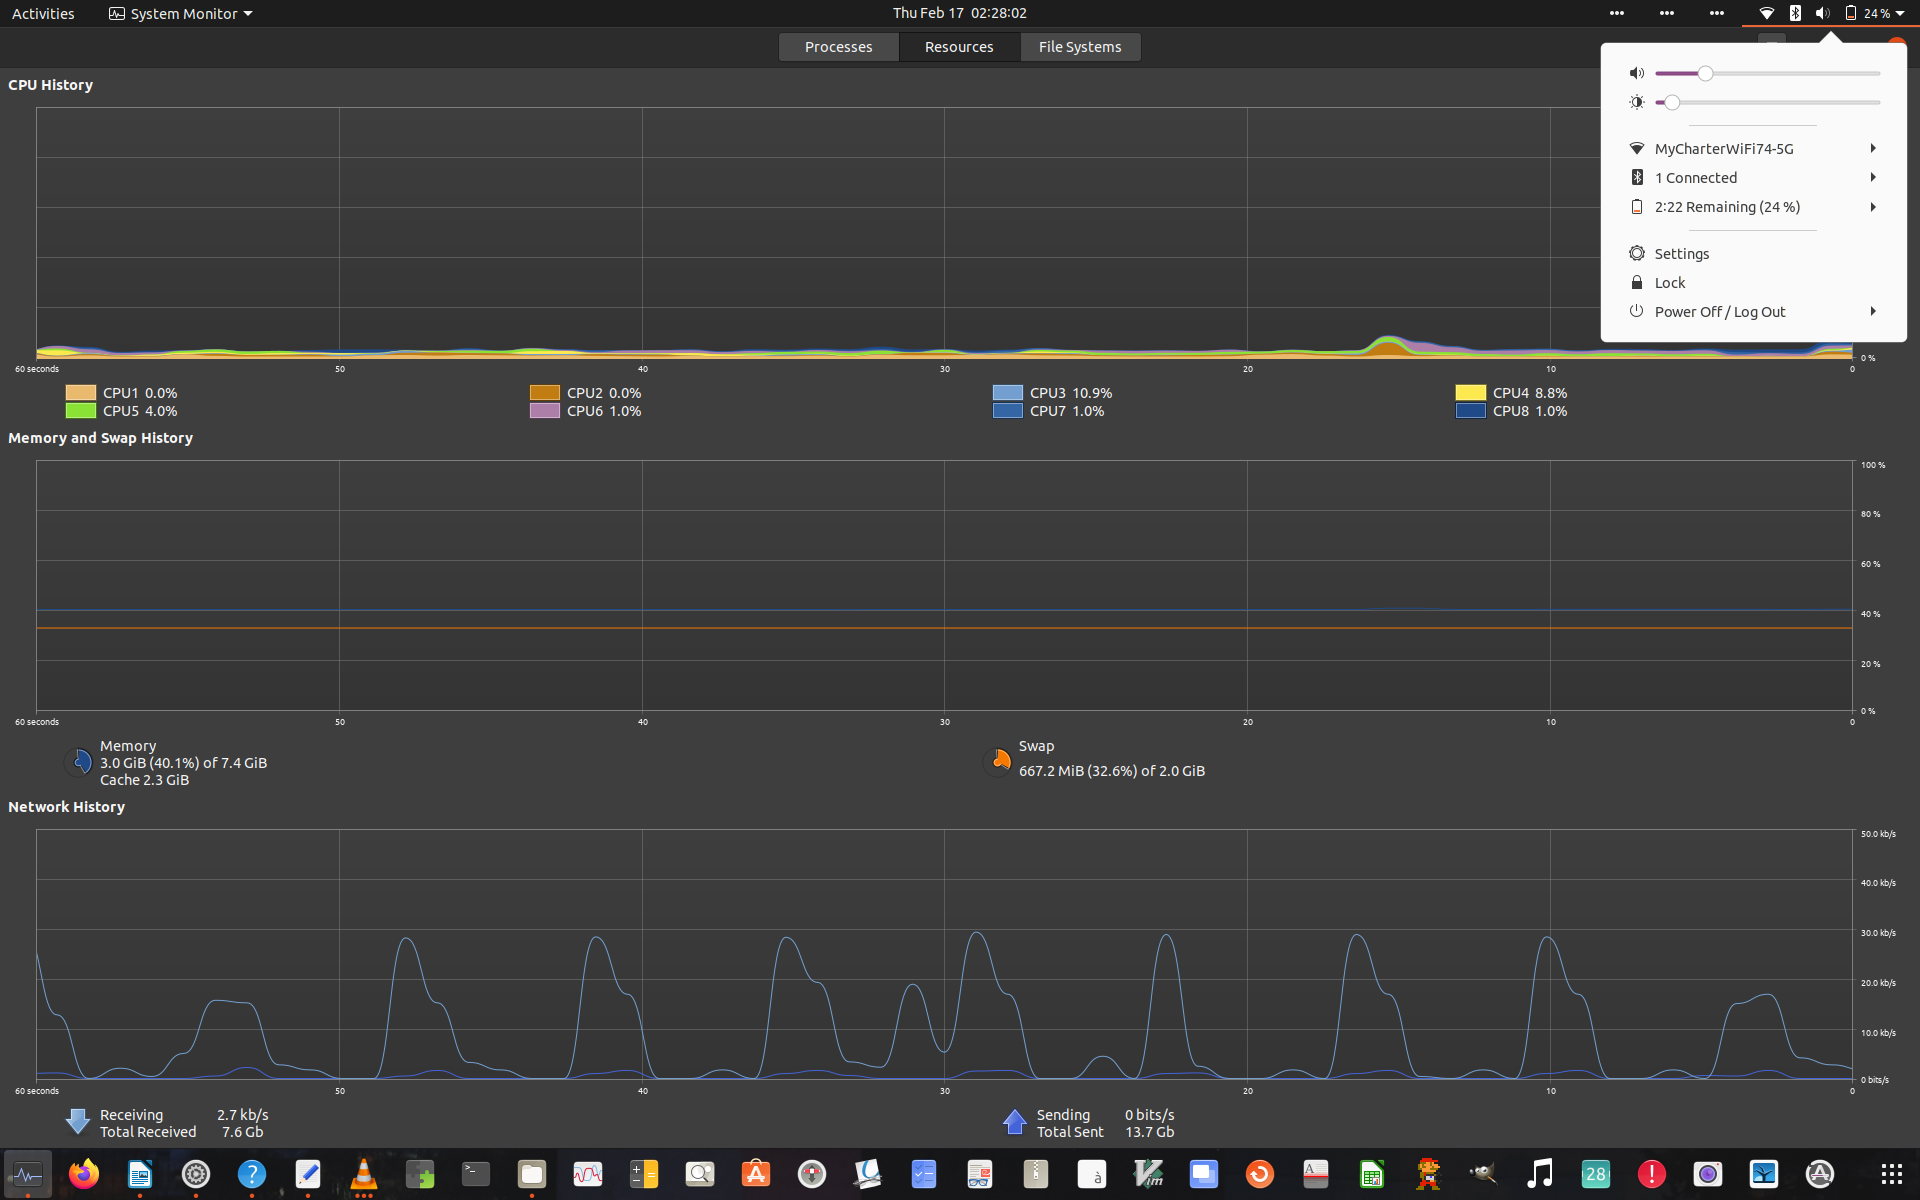 Activities
System Monitor
Thu Feb 17 02:28:02
24 %
Processes
Resources
File Systems
MyCharterWiFi74-5G
1 Connected
2:22 Remaining (24 %)
Settings
Lock
Power Off / Log Out
CPU History
0 %
60 seconds 50 40 30 20 10 0
CPU1 0.0% CPU2 0.0% CPU3 10.9% CPU4 8.8%
CPU5 4.0% CPU6 1.0% CPU7 1.0% CPU8 1.0%
Memory and Swap History
100 %
80 %
60 %
40 %
20 %
0 %
60 seconds 50 40 30 20 10 0
Memory
3.0 GiB (40.1%) of 7.4 GiB
Cache 2.3 GiB
Swap
667.2 MiB (32.6%) of 2.0 GiB
Network History
50.0 kb/s
40.0 kb/s
30.0 kb/s
20.0 kb/s
10.0 kb/s
0 bits/s
60 seconds 50 40 30 20 10 0
Receiving 2.7 kb/s
Total Received 7.6 Gb
Sending 0 bits/s
Total Sent 13.7 Gb
?
>_
à
Vim
A
28
!